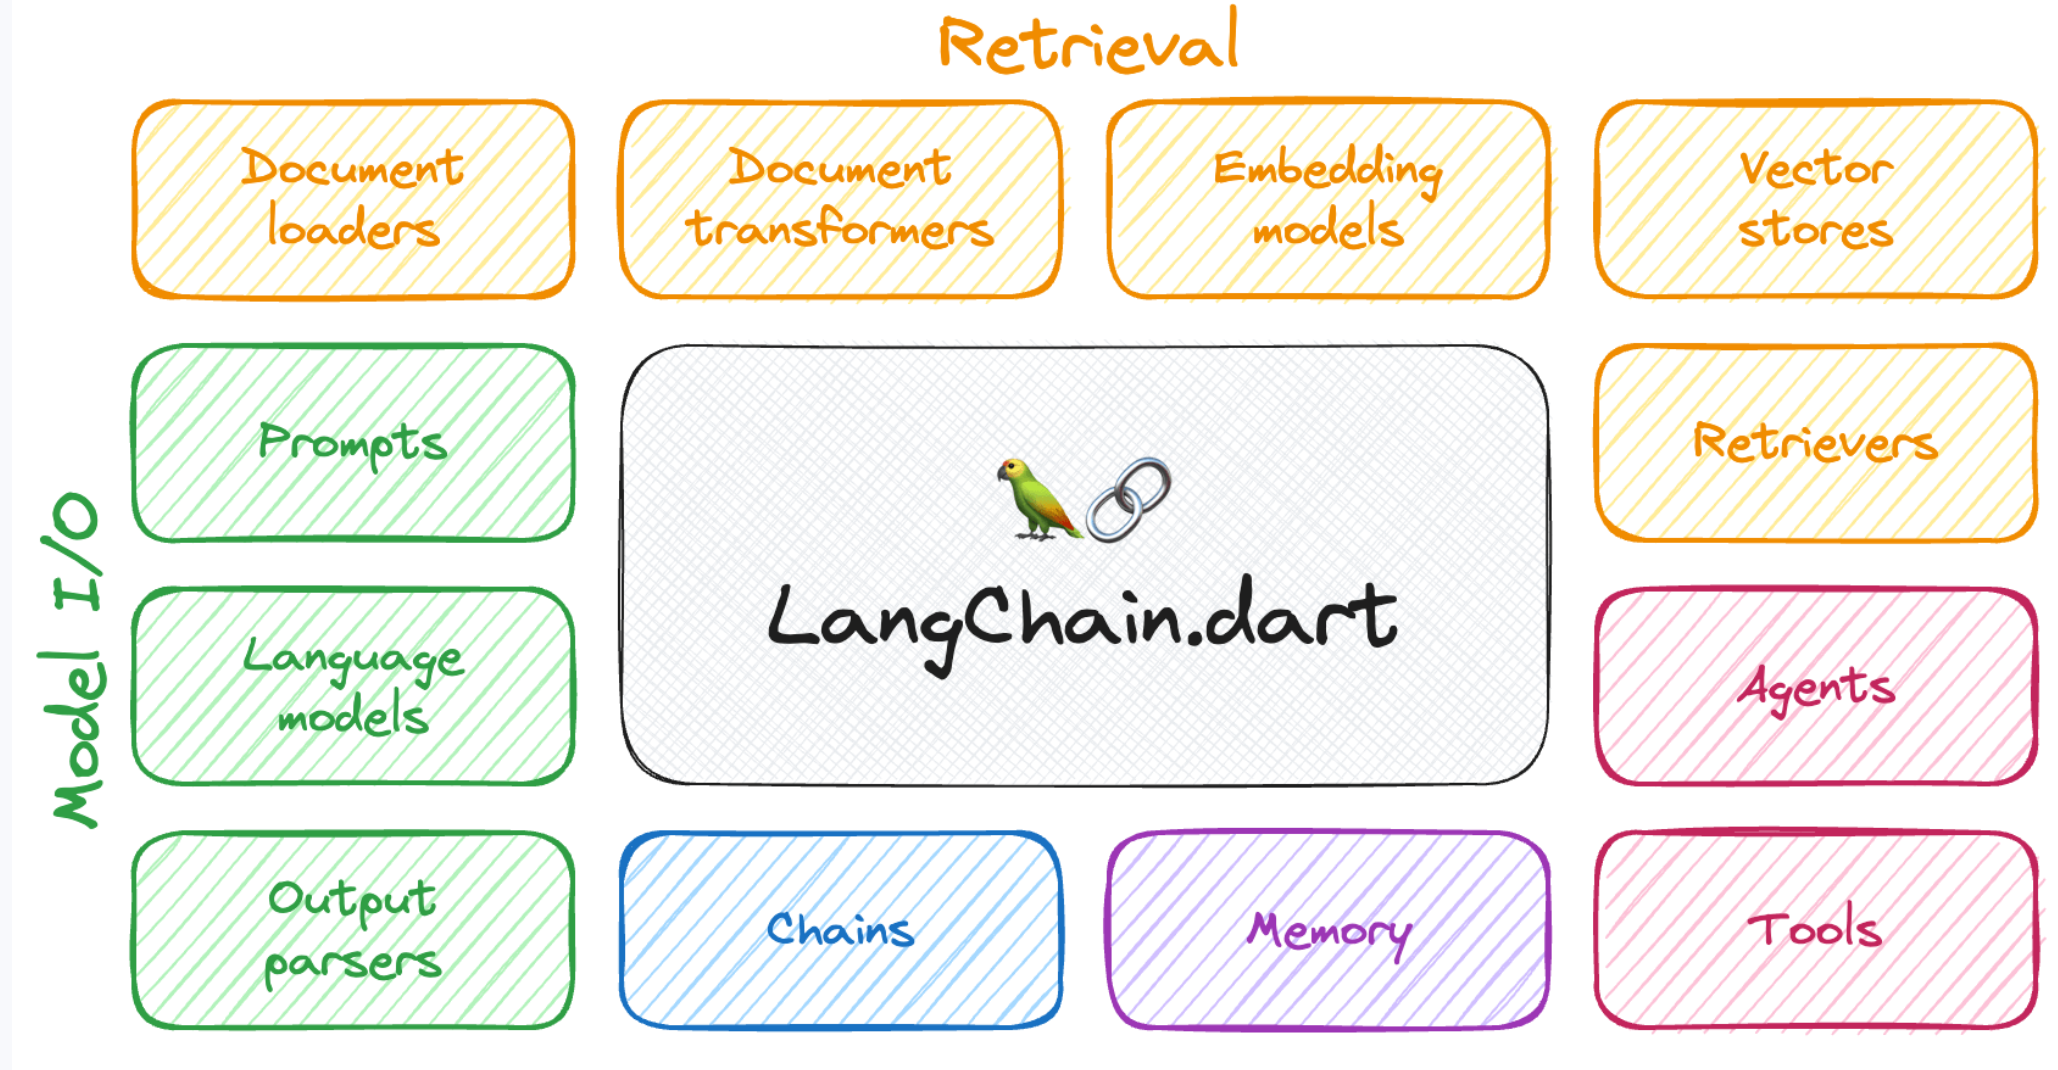 Retrieval
Document
loaders
Document
transformers
Embedding
models
Vector
stores
Model I/O
Prompts
Retrievers
LangChain.dart
Language
models
Agents
Output
parsers
Chains
Memory
Tools